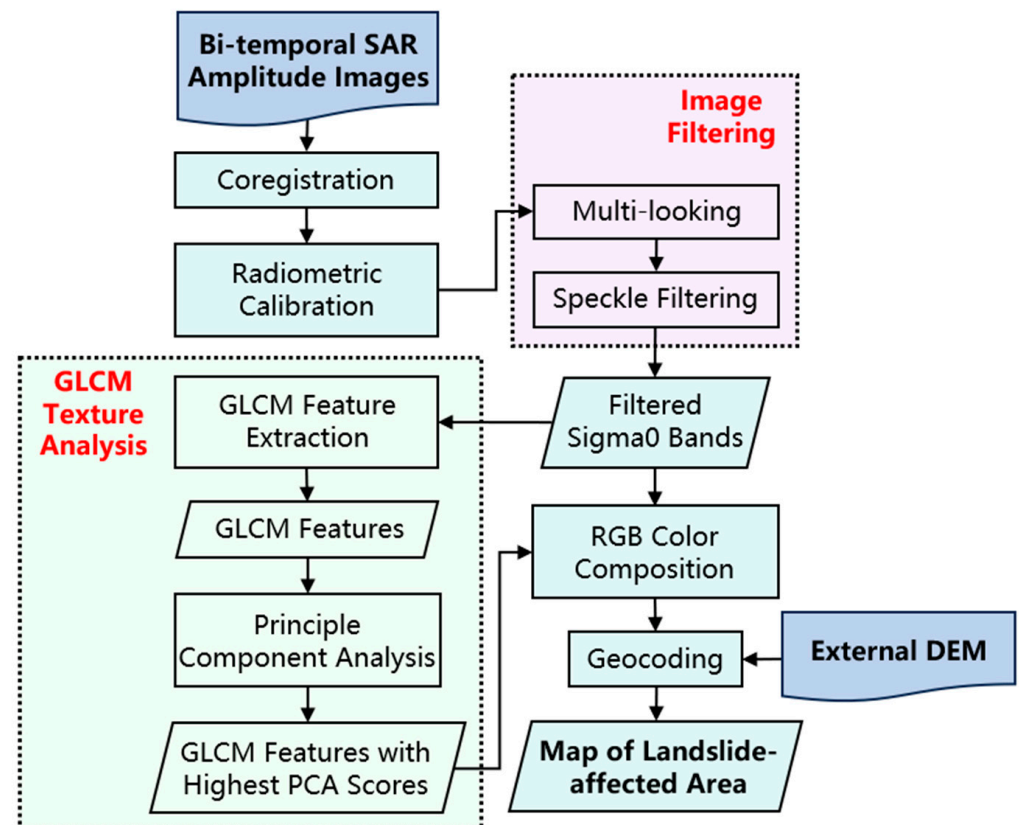 Bi-temporal SAR
Amplitude Images
Coregistration
Radiometric
Calibration
Image
Filtering
Multi-looking
Speckle Filtering
Filtered
Sigma0 Bands
GLCM
Texture
Analysis
GLCM Feature
Extraction
GLCM Features
Principle
Component Analysis
GLCM Features with
Highest PCA Scores
RGB Color
Composition
Geocoding
External DEM
Map of Landslide-
affected Area